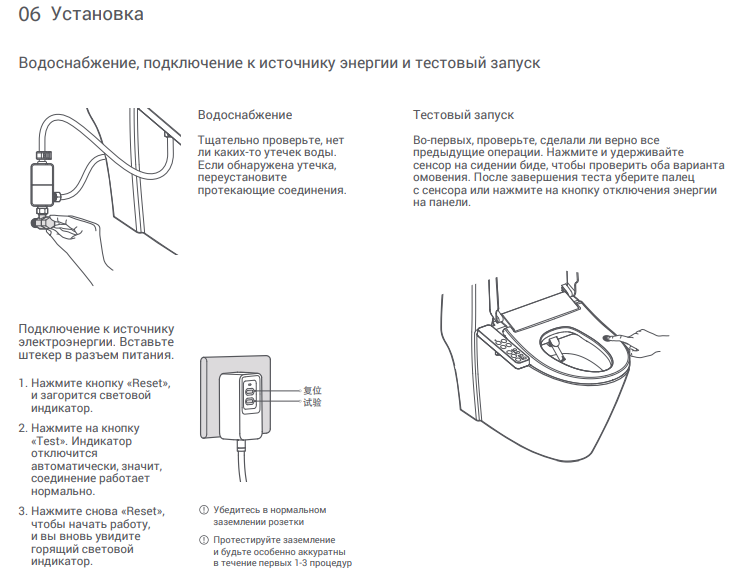 06 Установка
Водоснабжение, подключение к источнику энергии и тестовый запуск
Водоснабжение
Тщательно проверьте, нет
ли каких-то утечек воды.
Если обнаружена утечка,
переустановите
протекающие соединения.
Тестовый запуск
Во-первых, проверьте, сделали ли верно все
предыдущие операции. Нажмите и удерживайте
сенсор на сидении биде, чтобы проверить оба варианта
омовения. После завершения теста уберите палец
с сенсора или нажмите на кнопку отключения энергии
на панели.
Подключение к источнику
электроэнергии. Вставьте
штекер в разъем питания.
1. Нажмите кнопку «Reset»,
и загорится световой
индикатор.
2. Нажмите на кнопку
«Test». Индикатор
отключится
автоматически, значит,
соединение работает
нормально.
3. Нажмите снова «Reset»,
чтобы начать работу,
и вы вновь увидите
горящий световой
индикатор.
复位
试验
Убедитесь в нормальном
заземлении розетки
Протестируйте заземление
и будьте особенно аккуратны
в течение первых 1-3 процедур